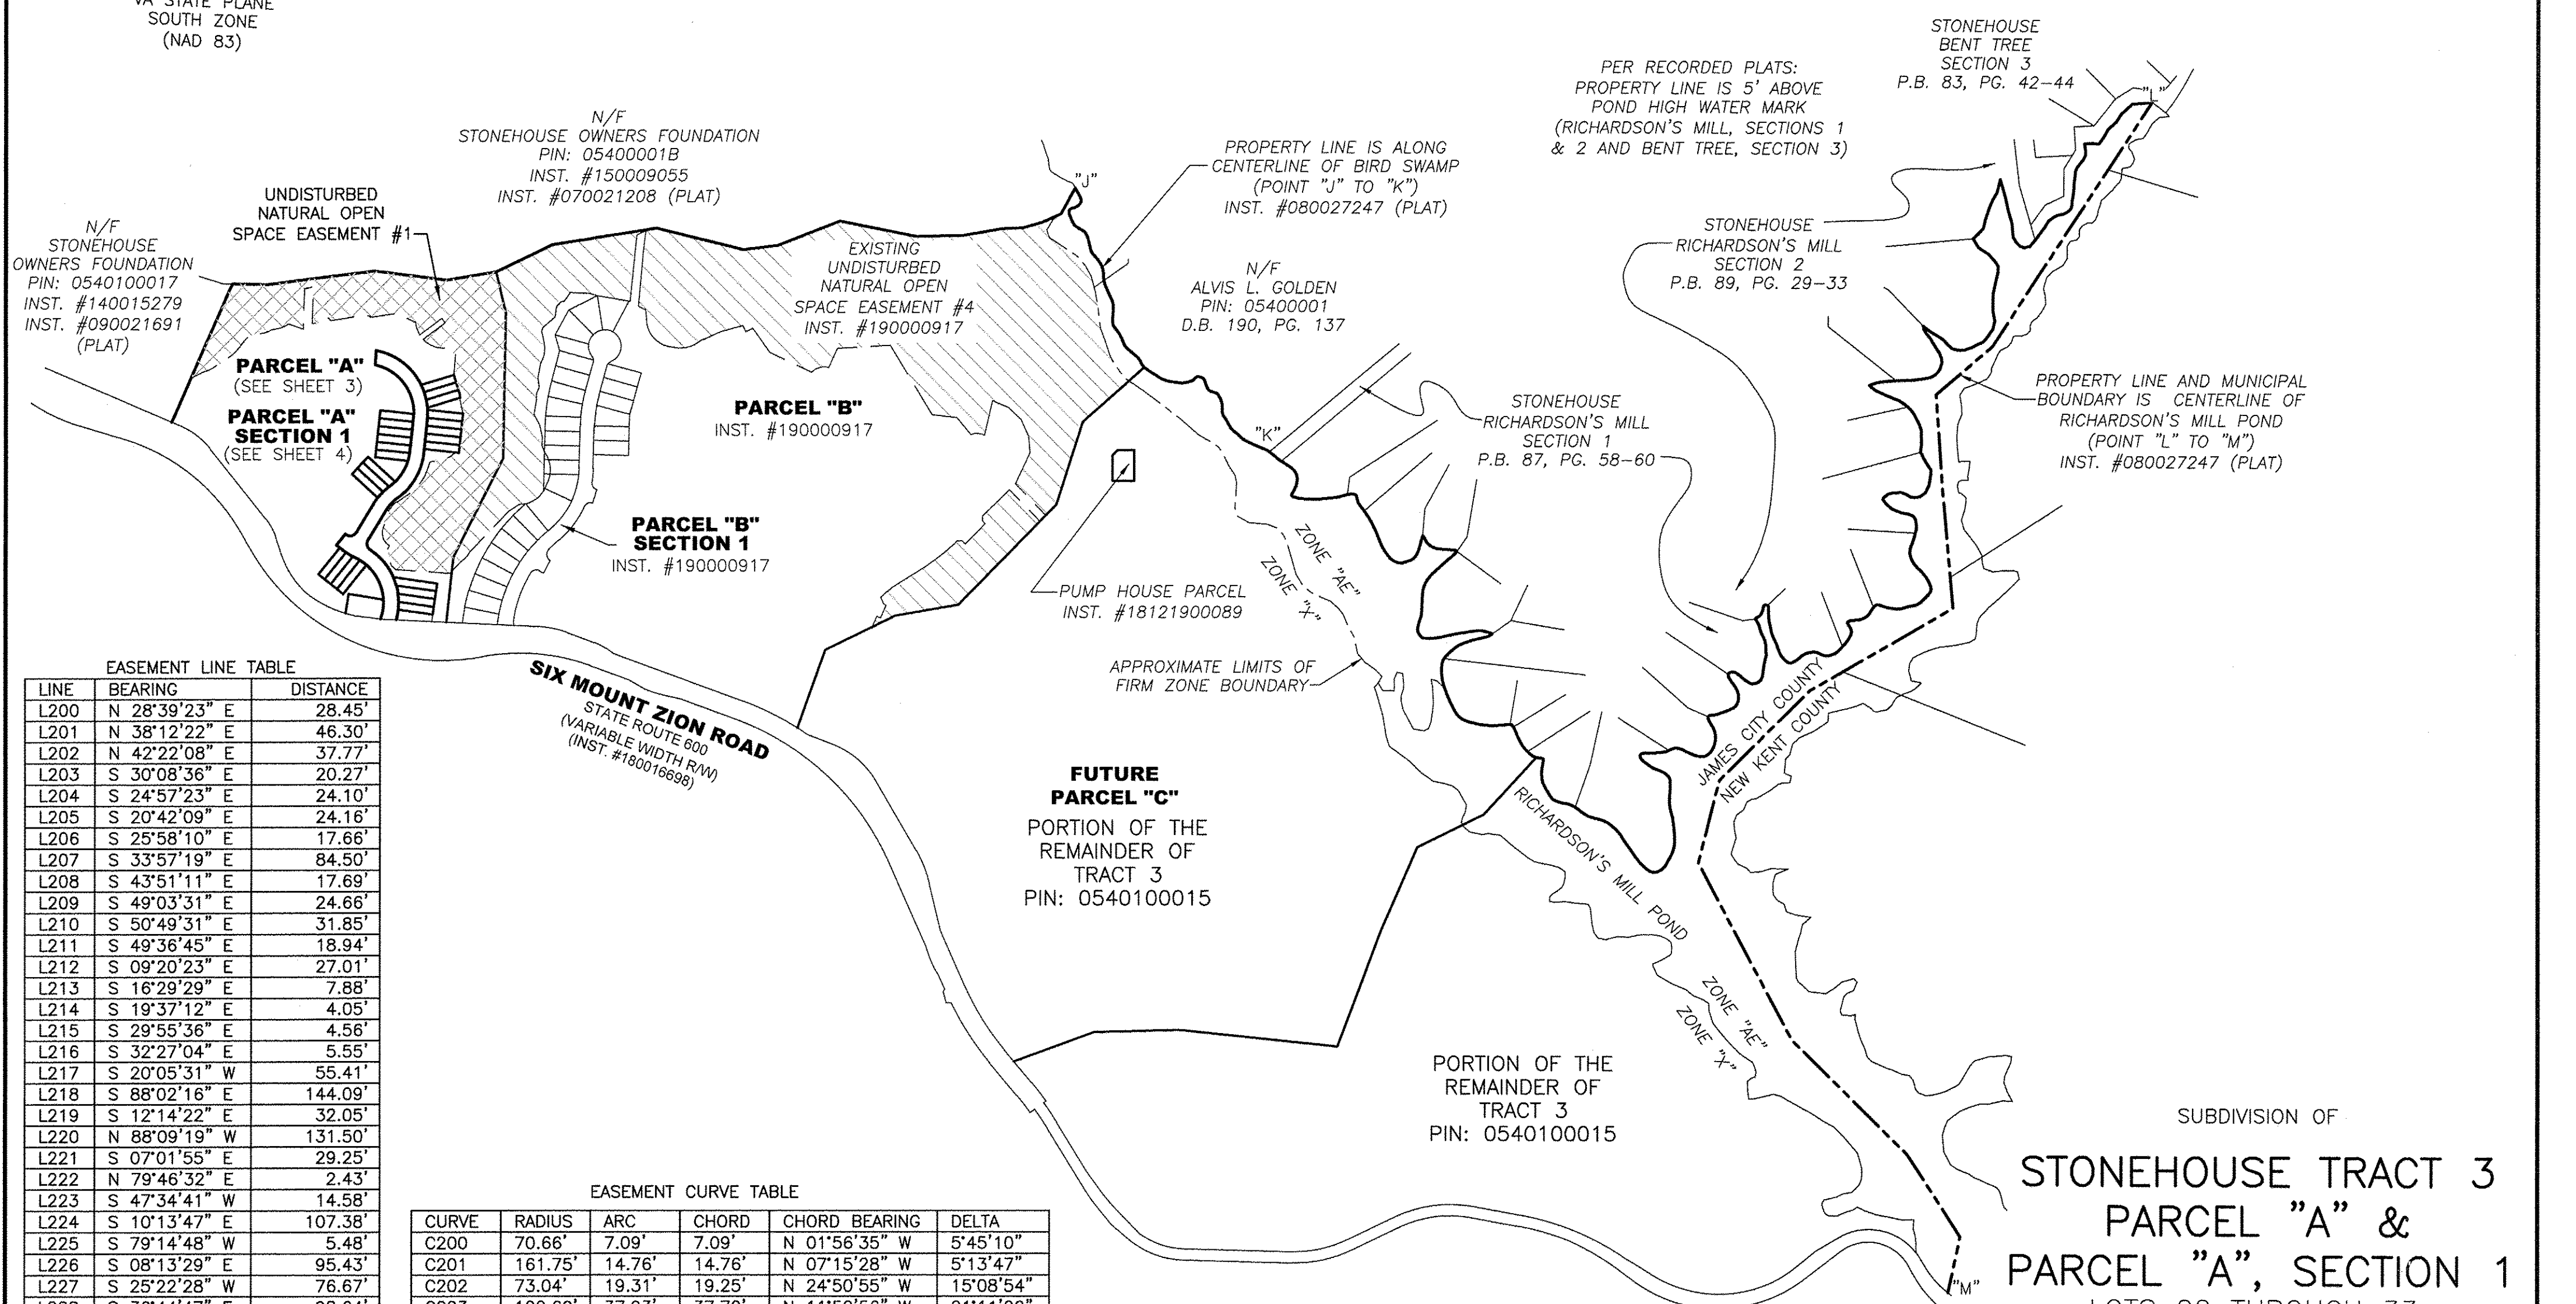 VA STATE PLANE
SOUTH ZONE
(NAD 83)
N/F
STONEHOUSE
OWNERS FOUNDATION
PIN: 0540100017
INST. #140015279
INST. #090021691
(PLAT)
UNDISTURBED
NATURAL OPEN
SPACE EASEMENT #1
N/F
STONEHOUSE OWNERS FOUNDATION
PIN: 05400001B
INST. #150009055
INST. #070021208 (PLAT)
EXISTING
UNDISTURBED
NATURAL OPEN
SPACE EASEMENT #4
INST. #190000917
"J"
PROPERTY LINE IS ALONG
CENTERLINE OF BIRD SWAMP
(POINT "J" TO "K")
INST. #080027247 (PLAT)
N/F
ALVIS L. GOLDEN
PIN: 05400001
D.B. 190, PG. 137
PER RECORDED PLATS:
PROPERTY LINE IS 5' ABOVE
POND HIGH WATER MARK
(RICHARDSON'S MILL, SECTIONS 1
& 2 AND BENT TREE, SECTION 3)
STONEHOUSE
BENT TREE
SECTION 3
P.B. 83, PG. 42-44
"L"
STONEHOUSE
RICHARDSON'S MILL
SECTION 2
P.B. 89, PG. 29-33
PROPERTY LINE AND MUNICIPAL
BOUNDARY IS CENTERLINE OF
RICHARDSON'S MILL POND
(POINT "L" TO "M")
INST. #080027247 (PLAT)
STONEHOUSE
RICHARDSON'S MILL
SECTION 1
P.B. 87, PG. 58-60
"K"
PARCEL "A"
(SEE SHEET 3)
PARCEL "A"
SECTION 1
(SEE SHEET 4)
PARCEL "B"
INST. #190000917
PARCEL "B"
SECTION 1
INST. #190000917
PUMP HOUSE PARCEL
INST. #18121900089
ZONE "AE"
ZONE "X"
APPROXIMATE LIMITS OF
FIRM ZONE BOUNDARY
SIX MOUNT ZION ROAD
STATE ROUTE 600
(VARIABLE WIDTH R/W)
(INST. #180016698)
JAMES CITY COUNTY
NEW KENT COUNTY
FUTURE
PARCEL "C"
PORTION OF THE
REMAINDER OF
TRACT 3
PIN: 0540100015
RICHARDSON'S MILL POND
ZONE "AE"
ZONE "X"
PORTION OF THE
REMAINDER OF
TRACT 3
PIN: 0540100015
"M"
EASEMENT LINE TABLE
LINE BEARING DISTANCE
L200 N 28°39'23" E 28.45'
L201 N 38°12'22" E 46.30'
L202 N 42°22'08" E 37.77'
L203 S 30°08'36" E 20.27'
L204 S 24°57'23" E 24.10'
L205 S 20°42'09" E 24.16'
L206 S 25°58'10" E 17.66'
L207 S 33°57'19" E 84.50'
L208 S 43°51'11" E 17.69'
L209 S 49°03'31" E 24.66'
L210 S 50°49'31" E 31.85'
L211 S 49°36'45" E 18.94'
L212 S 09°20'23" E 27.01'
L213 S 16°29'29" E 7.88'
L214 S 19°37'12" E 4.05'
L215 S 29°55'36" E 4.56'
L216 S 32°27'04" E 5.55'
L217 S 20°05'31" W 55.41'
L218 S 88°02'16" E 144.09'
L219 S 12°14'22" E 32.05'
L220 N 88°09'19" W 131.50'
L221 S 07°01'55" E 29.25'
L222 N 79°46'32" E 2.43'
L223 S 47°34'41" W 14.58'
L224 S 10°13'47" E 107.38'
L225 S 79°14'48" W 5.48'
L226 S 08°13'29" E 95.43'
L227 S 25°22'28" W 76.67'
EASEMENT CURVE TABLE
CURVE RADIUS ARC CHORD CHORD BEARING DELTA
C200 70.66' 7.09' 7.09' N 01°56'35" W 5°45'10"
C201 161.75' 14.76' 14.76' N 07°15'28" W 5°13'47"
C202 73.04' 19.31' 19.25' N 24°50'55" W 15°08'54"
SUBDIVISION OF
STONEHOUSE TRACT 3
PARCEL "A" &
PARCEL "A", SECTION 1